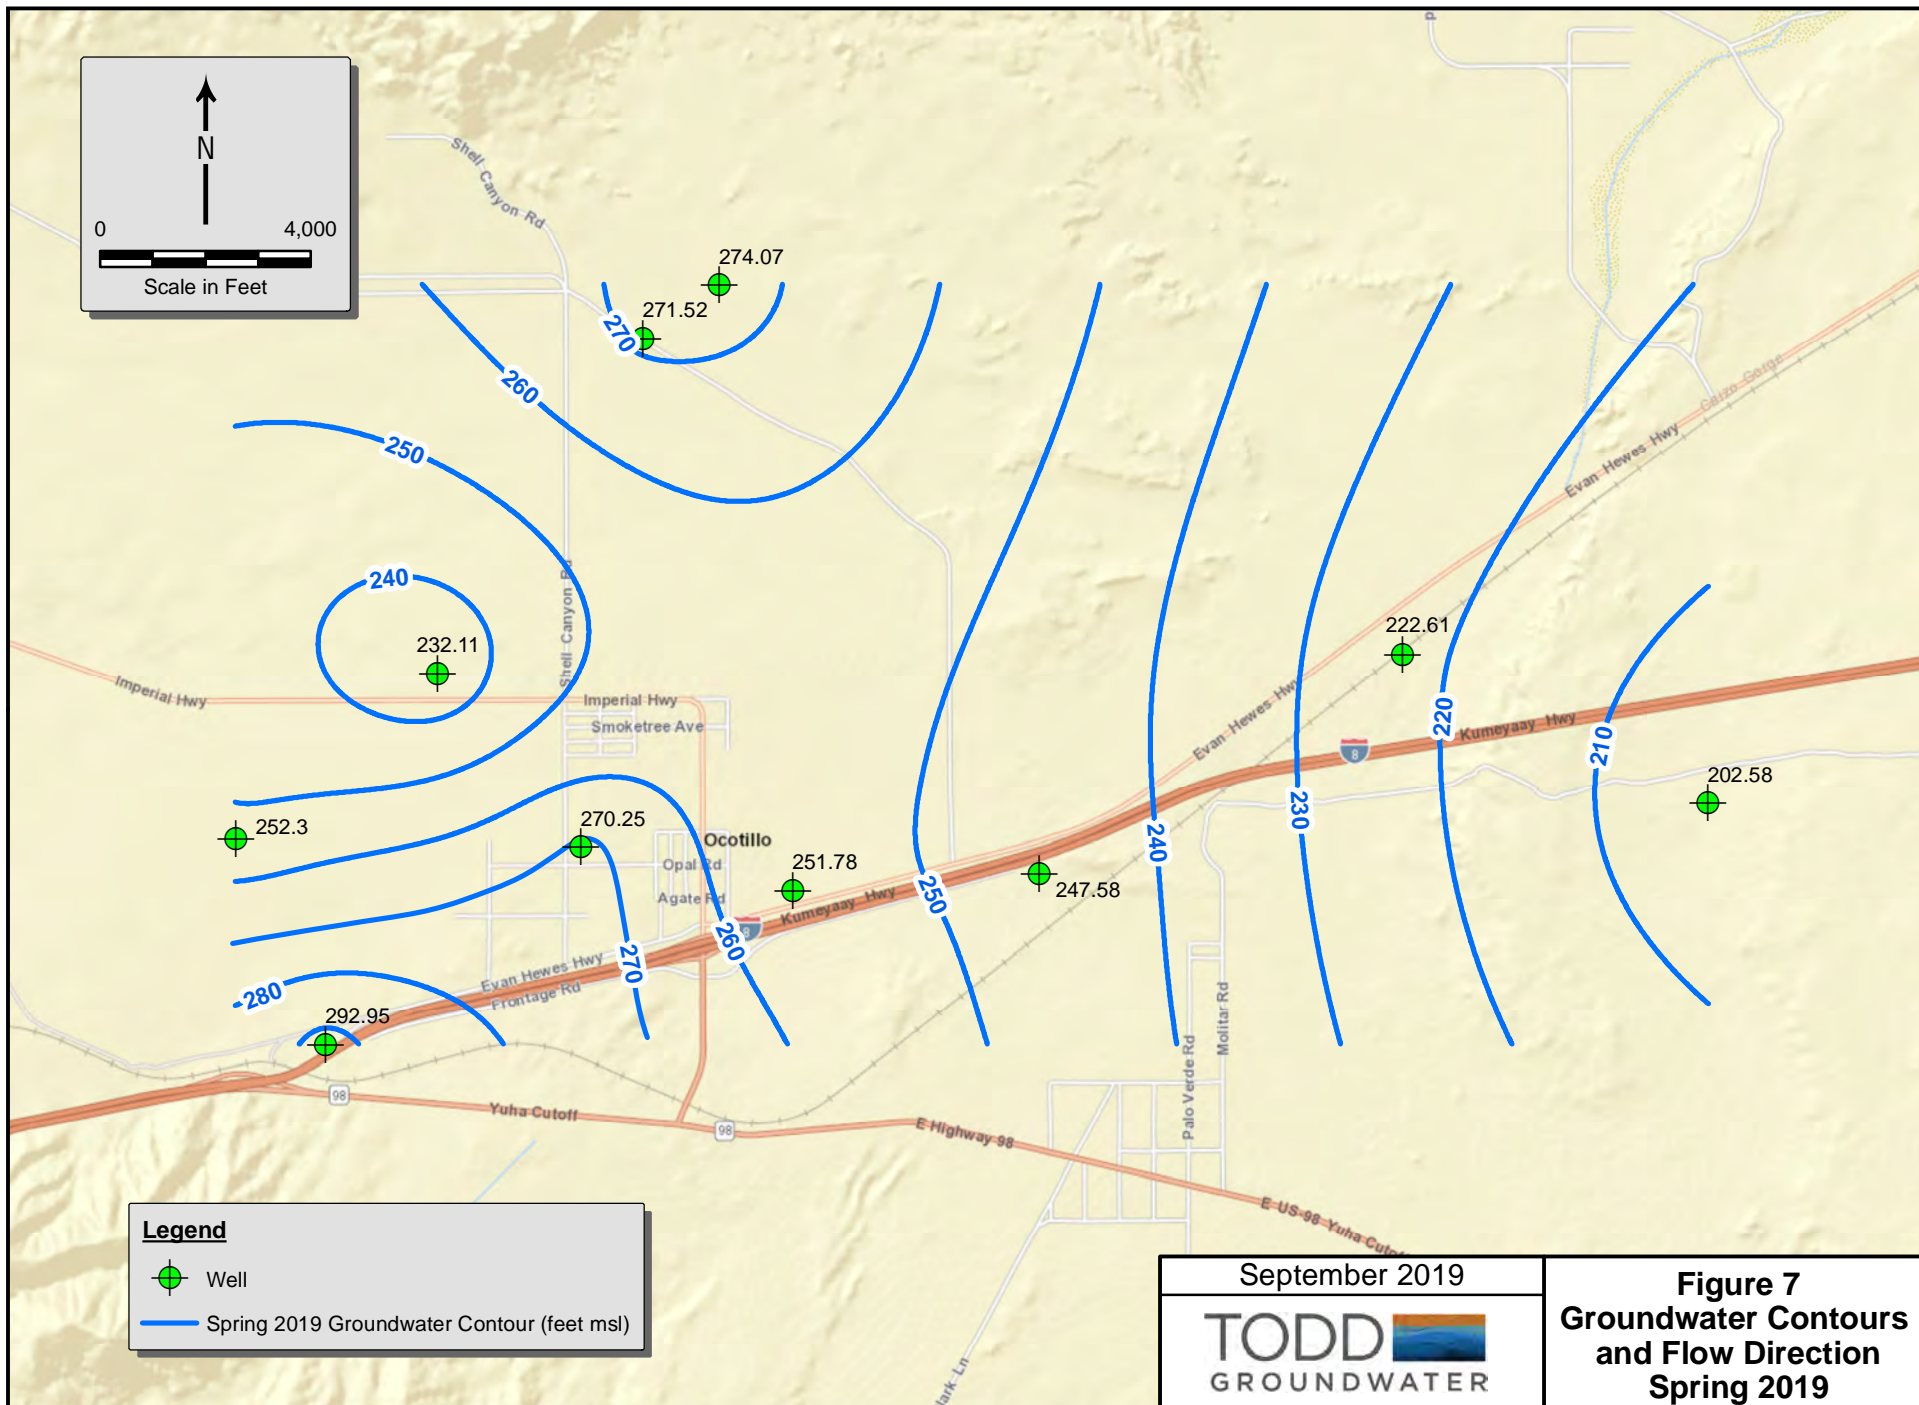 N
0 4,000
Scale in Feet
Shell Canyon Rd
274.07
271.52
270
260
250
240
232.11
Shell Canyon Rd
Imperial Hwy
Imperial Hwy
Smoketree Ave
222.61
Evan Hewes Hwy
Carizo Gorge
Evan Hewes Hwy
Kumeyaay Hwy
8
220
210
202.58
252.3
270.25
Ocotillo
Opal Rd
Agate Rd
251.78
Kumeyaay Hwy
8
247.58
250
240
230
260
270
280
Evan Hewes Hwy
Frontage Rd
292.95
98
Yuha Cutoff
98
E Highway 98
Palo Verde Rd
Molitar Rd
E US-98 Yuha Cutoff
Legend
Well
Spring 2019 Groundwater Contour (feet msl)
September 2019
TODD
GROUNDWATER
Figure 7
Groundwater Contours
and Flow Direction
Spring 2019